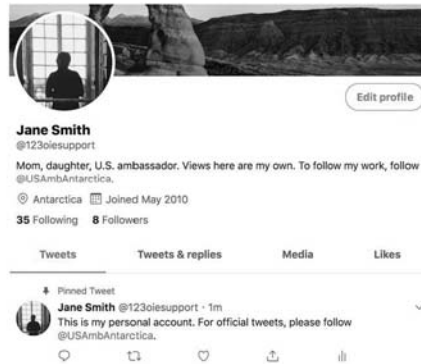 Edit profile
Jane Smith
@123oiesupport
Mom, daughter, U.S. ambassador. Views here are my own. To follow my work, follow
@USAmbAntarctica.
Antarctica Joined May 2010
35 Following 8 Followers
Tweets Tweets & replies Media Likes
Pinned Tweet
Jane Smith @123oiesupport · 1m
This is my personal account. For official tweets, please follow
@USAmbAntarctica.